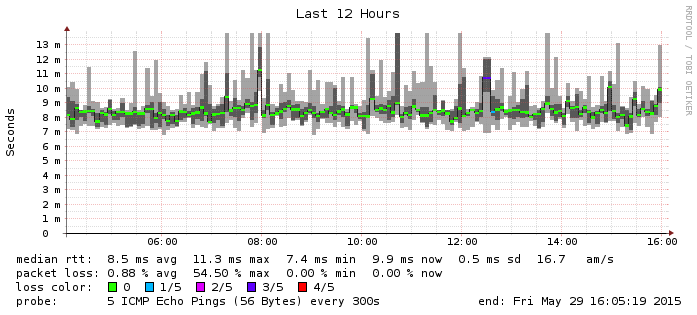 Last 12 Hours
RRDTOOL / TOBI OETIKER
Seconds
13 m
12 m
11 m
10 m
9 m
8 m
7 m
6 m
5 m
4 m
3 m
2 m
1 m
0
06:00 08:00 10:00 12:00 14:00 16:00
median rtt: 8.5 ms avg 11.3 ms max 7.4 ms min 9.9 ms now 0.5 ms sd 16.7 am/s
packet loss: 0.88 % avg 54.50 % max 0.00 % min 0.00 % now
loss color: 0 1/5 2/5 3/5 4/5
probe: 5 ICMP Echo Pings (56 Bytes) every 300s end: Fri May 29 16:05:19 2015